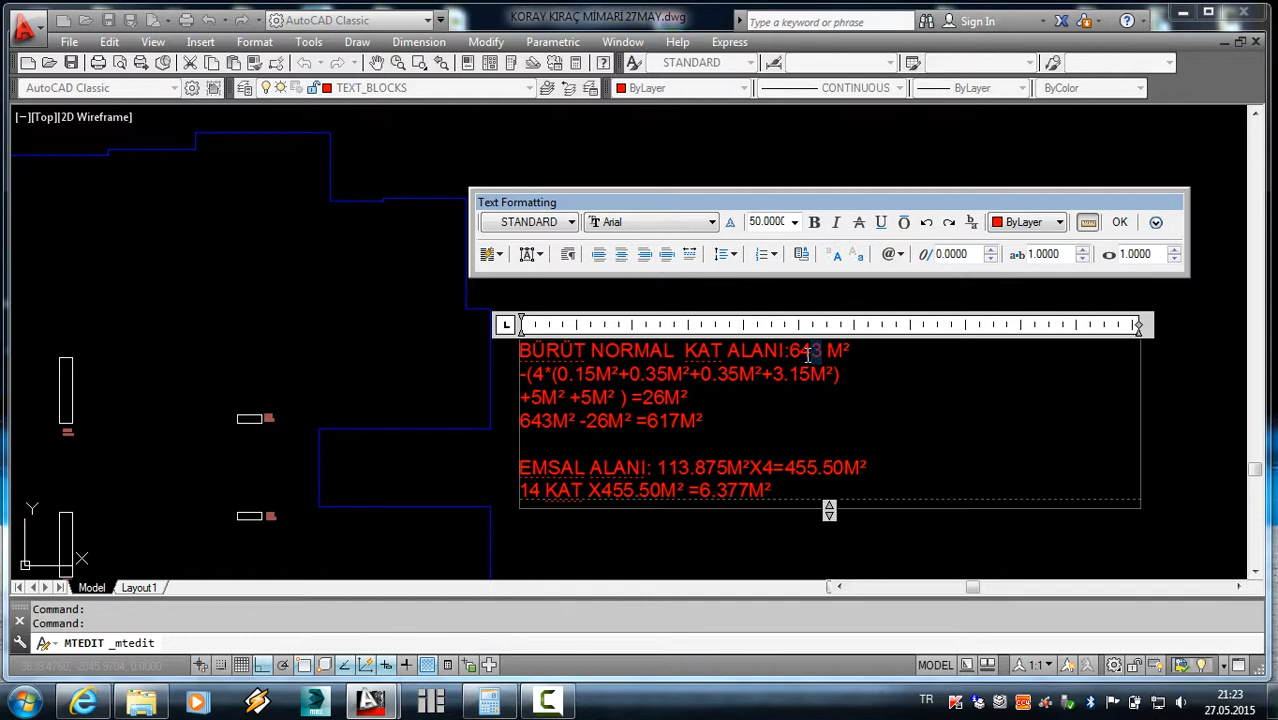 AutoCAD Classic
KORAY KIRAÇ MİMARİ 27MAY.dwg
Type a keyword or phrase
Sign In
File Edit View Insert Format Tools Draw Dimension Modify Parametric Window Help Express
STANDARD
AutoCAD Classic
TEXT_BLOCKS
ByLayer
CONTINUOUS
ByLayer
ByColor
[−][Top][2D Wireframe]
Text Formatting
STANDARD
Arial
50.0000
B I A U O
ByLayer
OK
0.0000
1.0000
1.0000
BÜRÜT NORMAL KAT ALANI:643 M²
-(4*(0.15M²+0.35M²+0.35M²+3.15M²)
+5M² +5M² ) =26M²
643M² -26M² =617M²
EMSAL ALANI: 113.875M²X4=455.50M²
14 KAT X455.50M² =6.377M²
Y
X
Model Layout1
Command:
Command:
MTEDIT _mtedit
MODEL
1:1
TR
21:23
27.05.2015